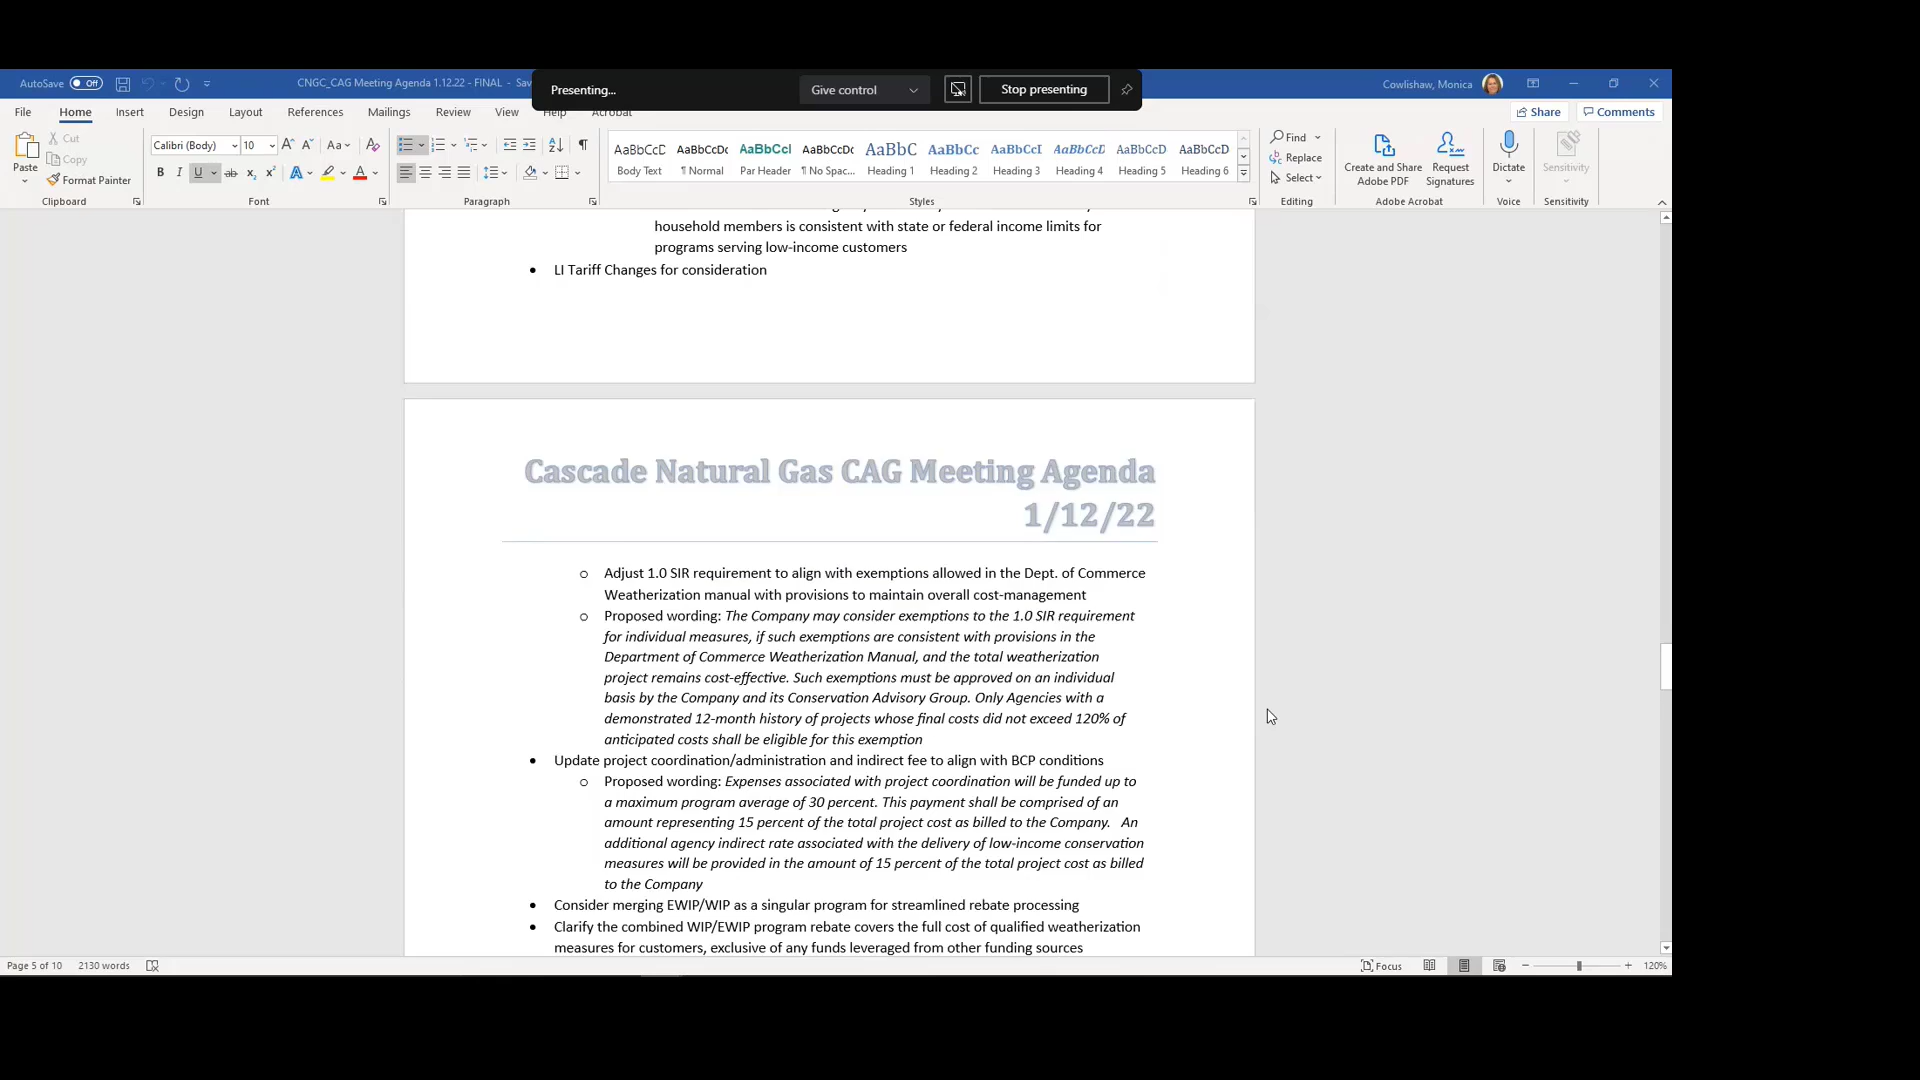 AutoSave Off
CNGC_CAG Meeting Agenda 1.12.22 - FINAL - Sav
Presenting...
Give control
Stop presenting
Cowlishaw, Monica
File Home Insert Design Layout References Mailings Review View Help Acrobat
Share Comments
Paste
Cut
Copy
Format Painter
Clipboard
Calibri (Body) 10
Font
Paragraph
AaBbCcD AaBbCcDc AaBbCcI AaBbCcDc AaBbC AaBbCc AaBbCcI AaBbCcD AaBbCcD AaBbCcD
Body Text ¶ Normal Par Header ¶ No Spac... Heading 1 Heading 2 Heading 3 Heading 4 Heading 5 Heading 6
Styles
Find
Replace
Select
Editing
Create and Share
Adobe PDF
Request
Signatures
Adobe Acrobat
Dictate
Voice
Sensitivity
Sensitivity
household members is consistent with state or federal income limits for
programs serving low-income customers
• LI Tariff Changes for consideration
Cascade Natural Gas CAG Meeting Agenda
1/12/22
o Adjust 1.0 SIR requirement to align with exemptions allowed in the Dept. of Commerce
Weatherization manual with provisions to maintain overall cost-management
o Proposed wording: The Company may consider exemptions to the 1.0 SIR requirement
for individual measures, if such exemptions are consistent with provisions in the
Department of Commerce Weatherization Manual, and the total weatherization
project remains cost-effective. Such exemptions must be approved on an individual
basis by the Company and its Conservation Advisory Group. Only Agencies with a
demonstrated 12-month history of projects whose final costs did not exceed 120% of
anticipated costs shall be eligible for this exemption
• Update project coordination/administration and indirect fee to align with BCP conditions
o Proposed wording: Expenses associated with project coordination will be funded up to
a maximum program average of 30 percent. This payment shall be comprised of an
amount representing 15 percent of the total project cost as billed to the Company. An
additional agency indirect rate associated with the delivery of low-income conservation
measures will be provided in the amount of 15 percent of the total project cost as billed
to the Company
• Consider merging EWIP/WIP as a singular program for streamlined rebate processing
• Clarify the combined WIP/EWIP program rebate covers the full cost of qualified weatherization
measures for customers, exclusive of any funds leveraged from other funding sources
Page 5 of 10 2130 words
Focus
120%